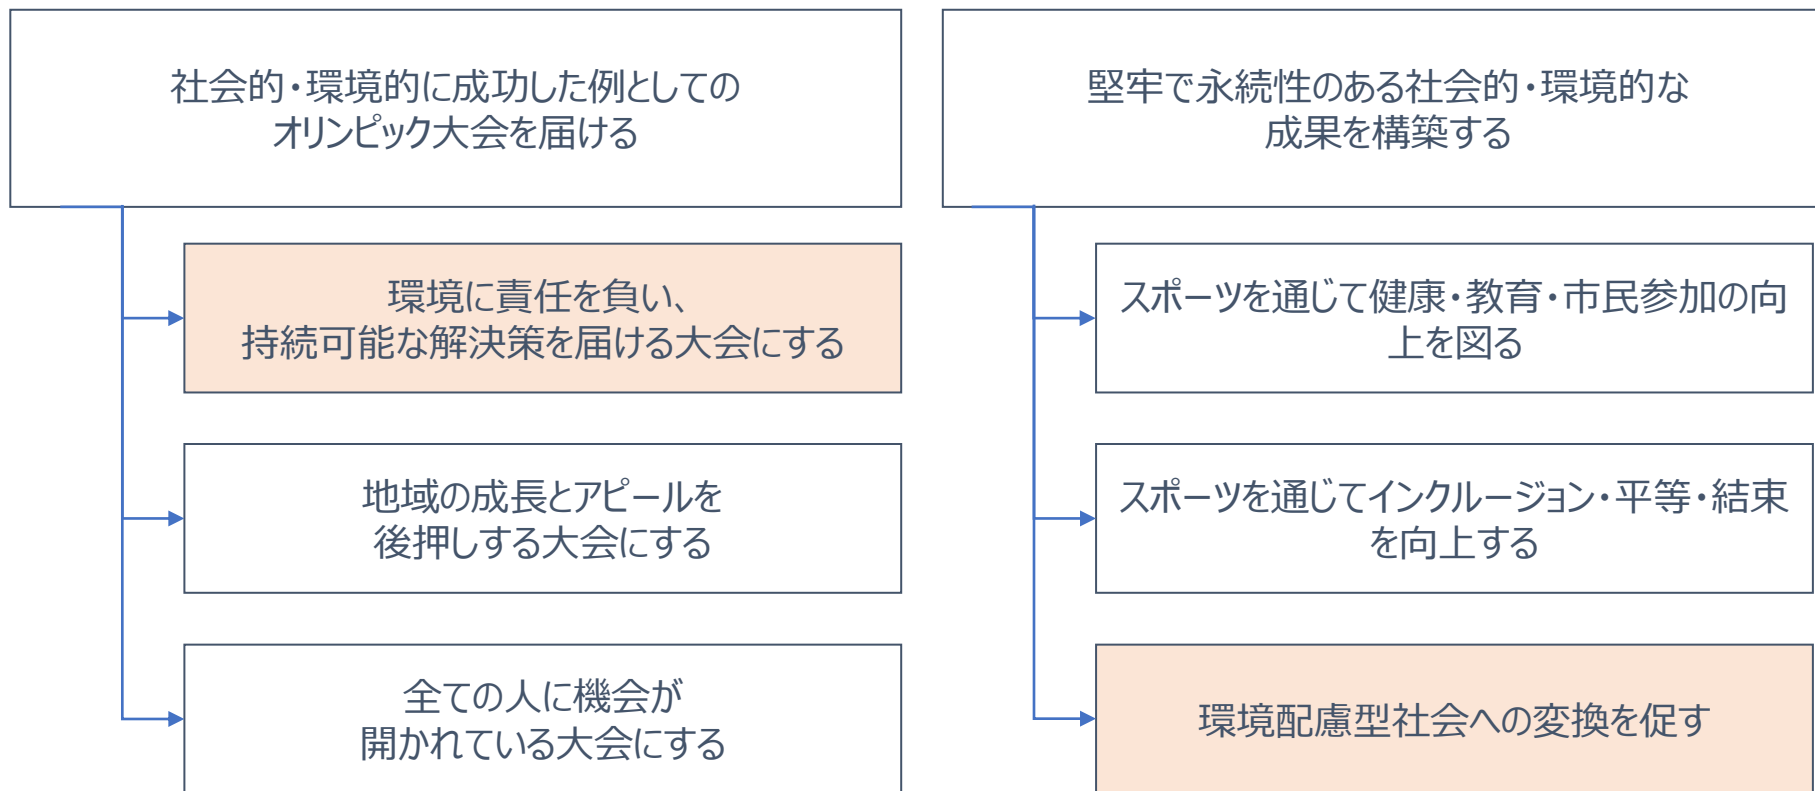 社会的・環境的に成功した例としての
オリンピック大会を届ける
環境に責任を負い、
持続可能な解決策を届ける大会にする
地域の成長とアピールを
後押しする大会にする
全ての人に機会が
開かれている大会にする
堅牢で永続性のある社会的・環境的な
成果を構築する
スポーツを通じて健康・教育・市民参加の向
上を図る
スポーツを通じてインクルージョン・平等・結束
を向上する
環境配慮型社会への変換を促す